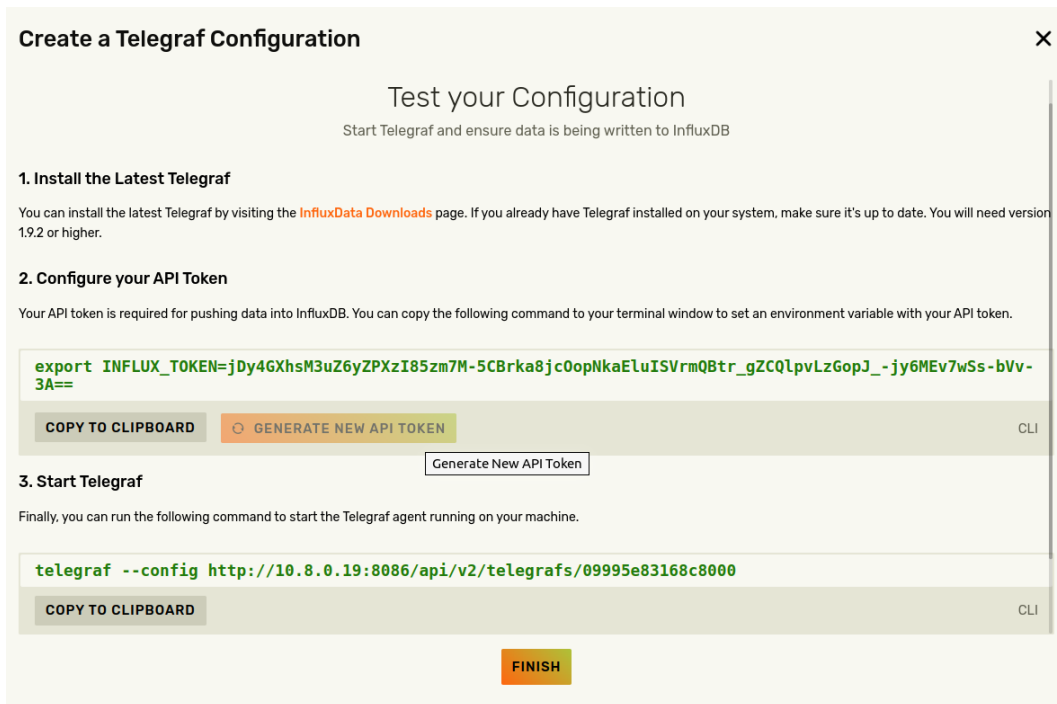 Create a Telegraf Configuration
Test your Configuration
Start Telegraf and ensure data is being written to InfluxDB
1. Install the Latest Telegraf
You can install the latest Telegraf by visiting the InfluxData Downloads page. If you already have Telegraf installed on your system, make sure it's up to date. You will need version
1.9.2 or higher.
2. Configure your API Token
Your API token is required for pushing data into InfluxDB. You can copy the following command to your terminal window to set an environment variable with your API token.
export INFLUX_TOKEN=jDy4GXhsM3uZ6yZPXzI85zm7M-5CBrka8jcOopNkaEluISVrmQBtr_gZCQlpvLzGopJ_-jy6MEv7wSs-bVv-
3A==
COPY TO CLIPBOARD
GENERATE NEW API TOKEN
CLI
Generate New API Token
3. Start Telegraf
Finally, you can run the following command to start the Telegraf agent running on your machine.
telegraf --config http://10.8.0.19:8086/api/v2/telegrafs/09995e83168c8000
COPY TO CLIPBOARD
CLI
FINISH